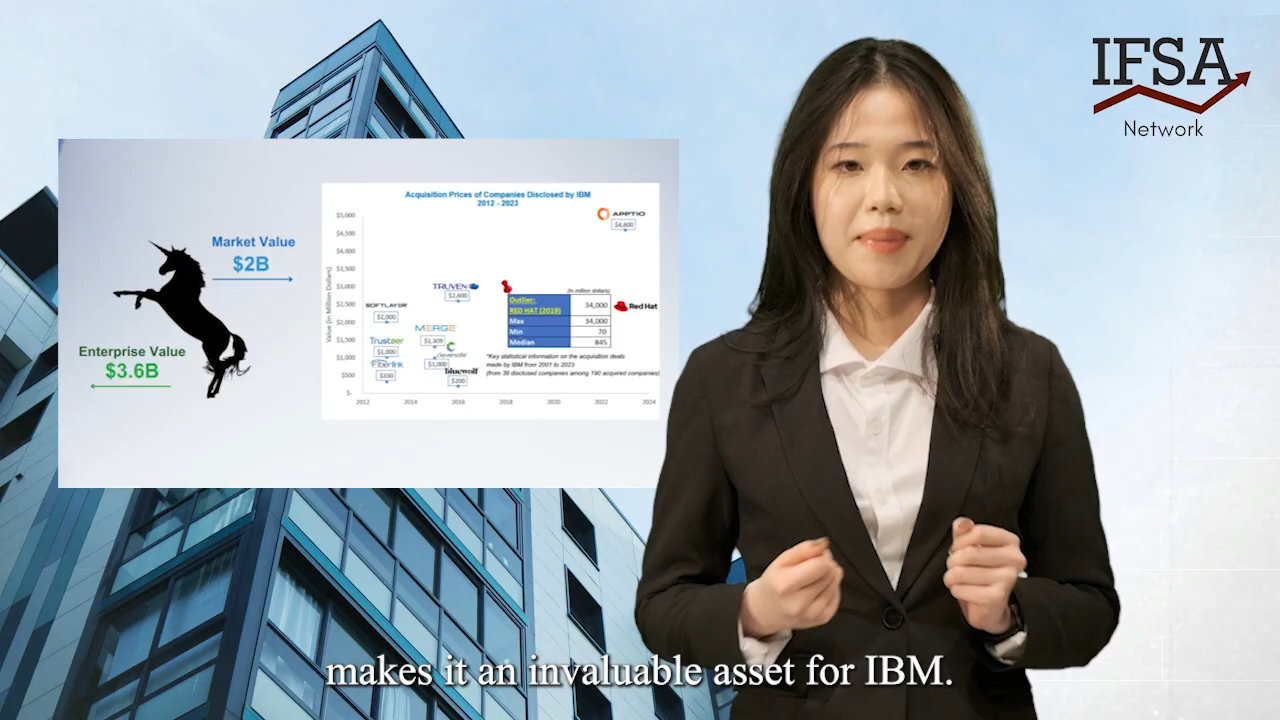 IFSA
Network
Market Value
$2B
Enterprise Value
$3.6B
Acquisition Prices of Companies Disclosed by IBM
2012 - 2023
Value (in Million Dollars)
$5,000
$4,500
$4,000
$3,500
$3,000
$2,500
$2,000
$1,500
$1,000
$500
$-
2012
2014
2016
2018
2020
2022
2024
APPTIO
$4,600
TRUVEN
$2,600
SOFTLAYER
$2,000
MERGE
$1,309
Trusteer
$1,000
cleversafe
$1,000
Fiberlink
$330
bluewolf
$200
(in million dollars)
Outlier:
RED HAT (2019) 34,000
Max 34,000
Min 70
Median 845
Red Hat
*Key statistical information on the acquisition deals
made by IBM from 2001 to 2023
(from 39 disclosed companies among 190 acquired companies)
makes it an invaluable asset for IBM.